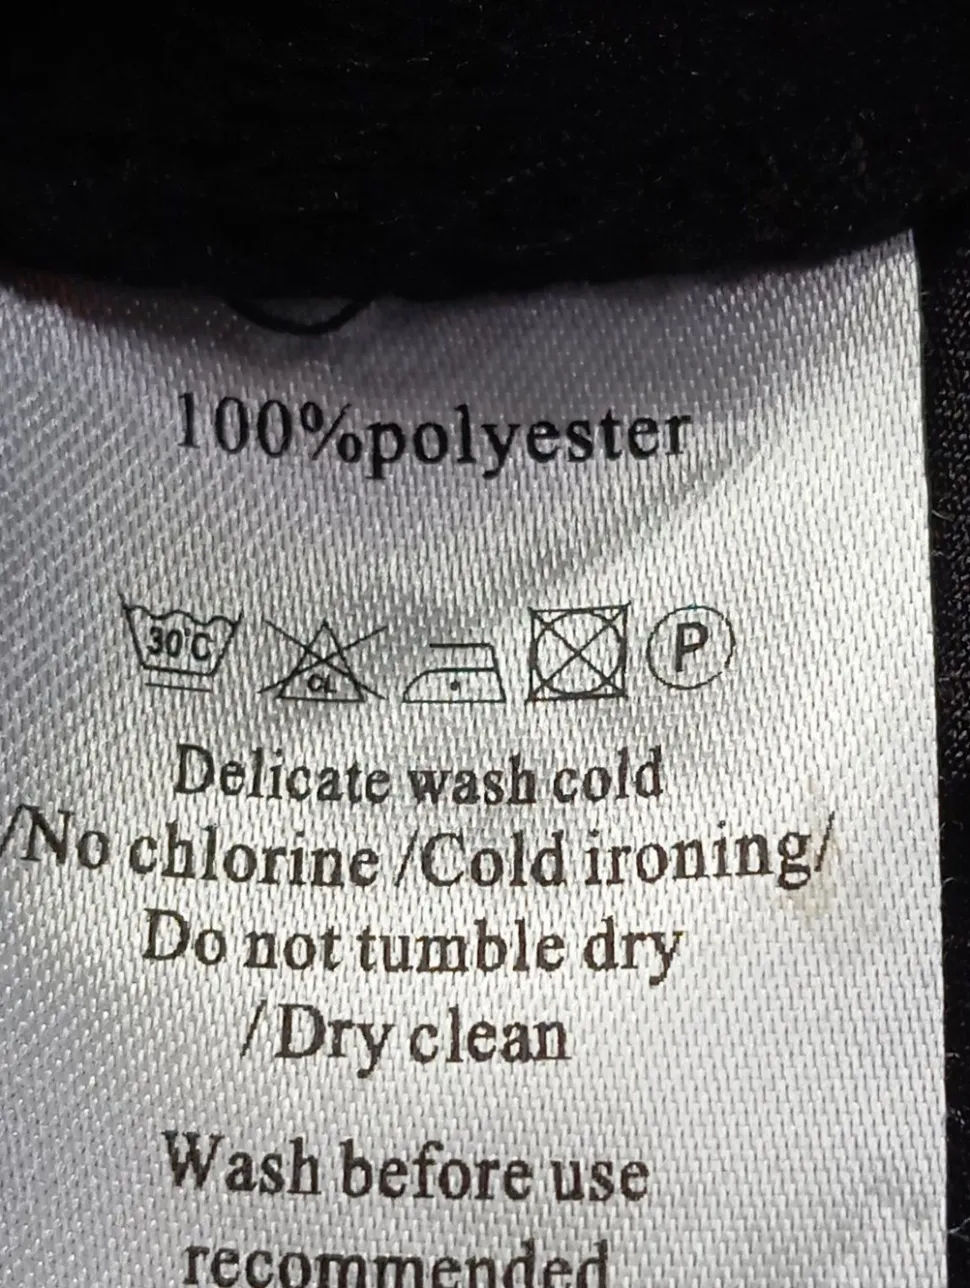 100%polyester
30°C CL P
Delicate wash cold
/No chlorine /Cold ironing/
Do not tumble dry
/Dry clean
Wash before use
recommended